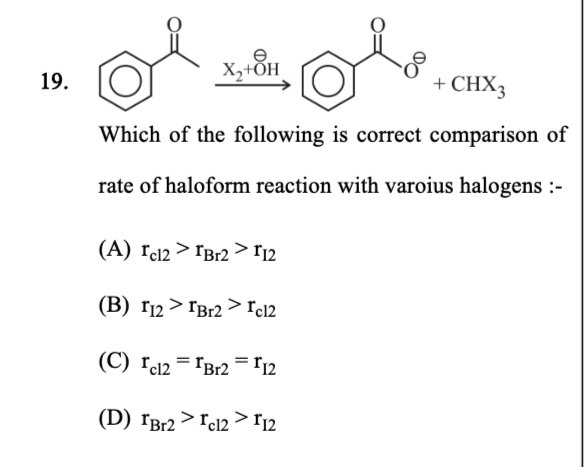 19.
O
X₂+ÖH
⊖
O
O
⊖
+ CHX₃
Which of the following is correct comparison of
rate of haloform reaction with varoius halogens :-
(A) r_cl2 > r_Br2 > r_I2
(B) r_I2 > r_Br2 > r_cl2
(C) r_cl2 = r_Br2 = r_I2
(D) r_Br2 > r_cl2 > r_I2